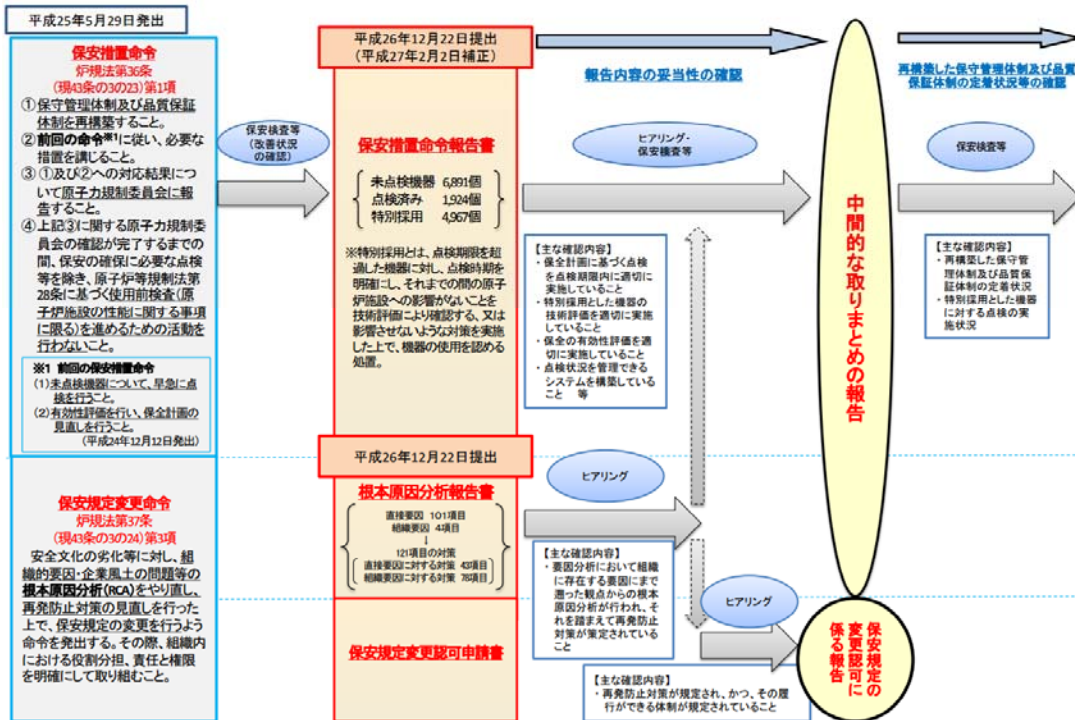 平成25年5月29日発出
保安措置命令
炉規法第36条
(現43条の3の23)第1項
①保守管理体制及び品質保証
体制を再構築すること。
②前回の命令※1に従い、必要な
措置を講じること。
③①及び②への対応結果につ
いて原子力規制委員会に報
告すること。
④上記③に関する原子力規制委
員会の確認が完了するまでの
間、保安の確保に必要な点検
等を除き、原子炉等規制法第
28条に基づく使用前検査(原
子炉施設の性能に関する事項
に限る)を進めるための活動を
行わないこと。
※1 前回の保安措置命令
(1)未点検機器について、早急に点
検を行うこと。
(2)有効性評価を行い、保全計画の
見直しを行うこと。
(平成24年12月12日発出)
保安規定変更命令
炉規法第37条
(現43条の3の24)第3項
安全文化の劣化等に対し、組
織的要因・企業風土の問題等の
根本原因分析(RCA)をやり直し、
再発防止対策の見直しを行った
上で、保安規定の変更を行うよう
命令を発出する。その際、組織内
における役割分担、責任と権限
を明確にして取り組むこと。
保安検査等
(改善状況
の確認)
平成26年12月22日提出
(平成27年2月2日補正)
保安措置命令報告書
未点検機器 6,891個
点検済み 1,924個
特別採用 4,967個
※特別採用とは、点検期限を超
過した機器に対し、点検時期を
明確にし、それまでの間の原子
炉施設への影響がないことを
技術評価により確認する、又は
影響させないような対策を実施
した上で、機器の使用を認める
処置。
平成26年12月22日提出
根本原因分析報告書
直接要因 101項目
組織要因 4項目
↓
121項目の対策
直接要因に対する対策 43項目
組織要因に対する対策 78項目
保安規定変更認可申請書
報告内容の妥当性の確認
ヒアリング・
保安検査等
【主な確認内容】
・保全計画に基づく点検
を点検期限内に適切に
実施していること
・特別採用とした機器の
技術評価を適切に実施
していること
・保全の有効性評価を適
切に実施していること
・点検状況を管理できる
システムを構築している
こと 等
ヒアリング
【主な確認内容】
・要因分析において組織
に存在する要因にまで
遡った観点からの根本
原因分析が行われ、そ
れを踏まえて再発防止
対策が策定されている
こと
ヒアリング
【主な確認内容】
・再発防止対策が規定され、かつ、その履
行ができる体制が規定されていること
中間的な取りまとめの報告
保安規定の
変更認可に
係る報告
再構築した保守管理体制及び品質
保証体制の定着状況等の確認
保安検査等
【主な確認内容】
・再構築した保守管
理体制及び品質保
証体制の定着状況
・特別採用とした機器
に対する点検の実
施状況